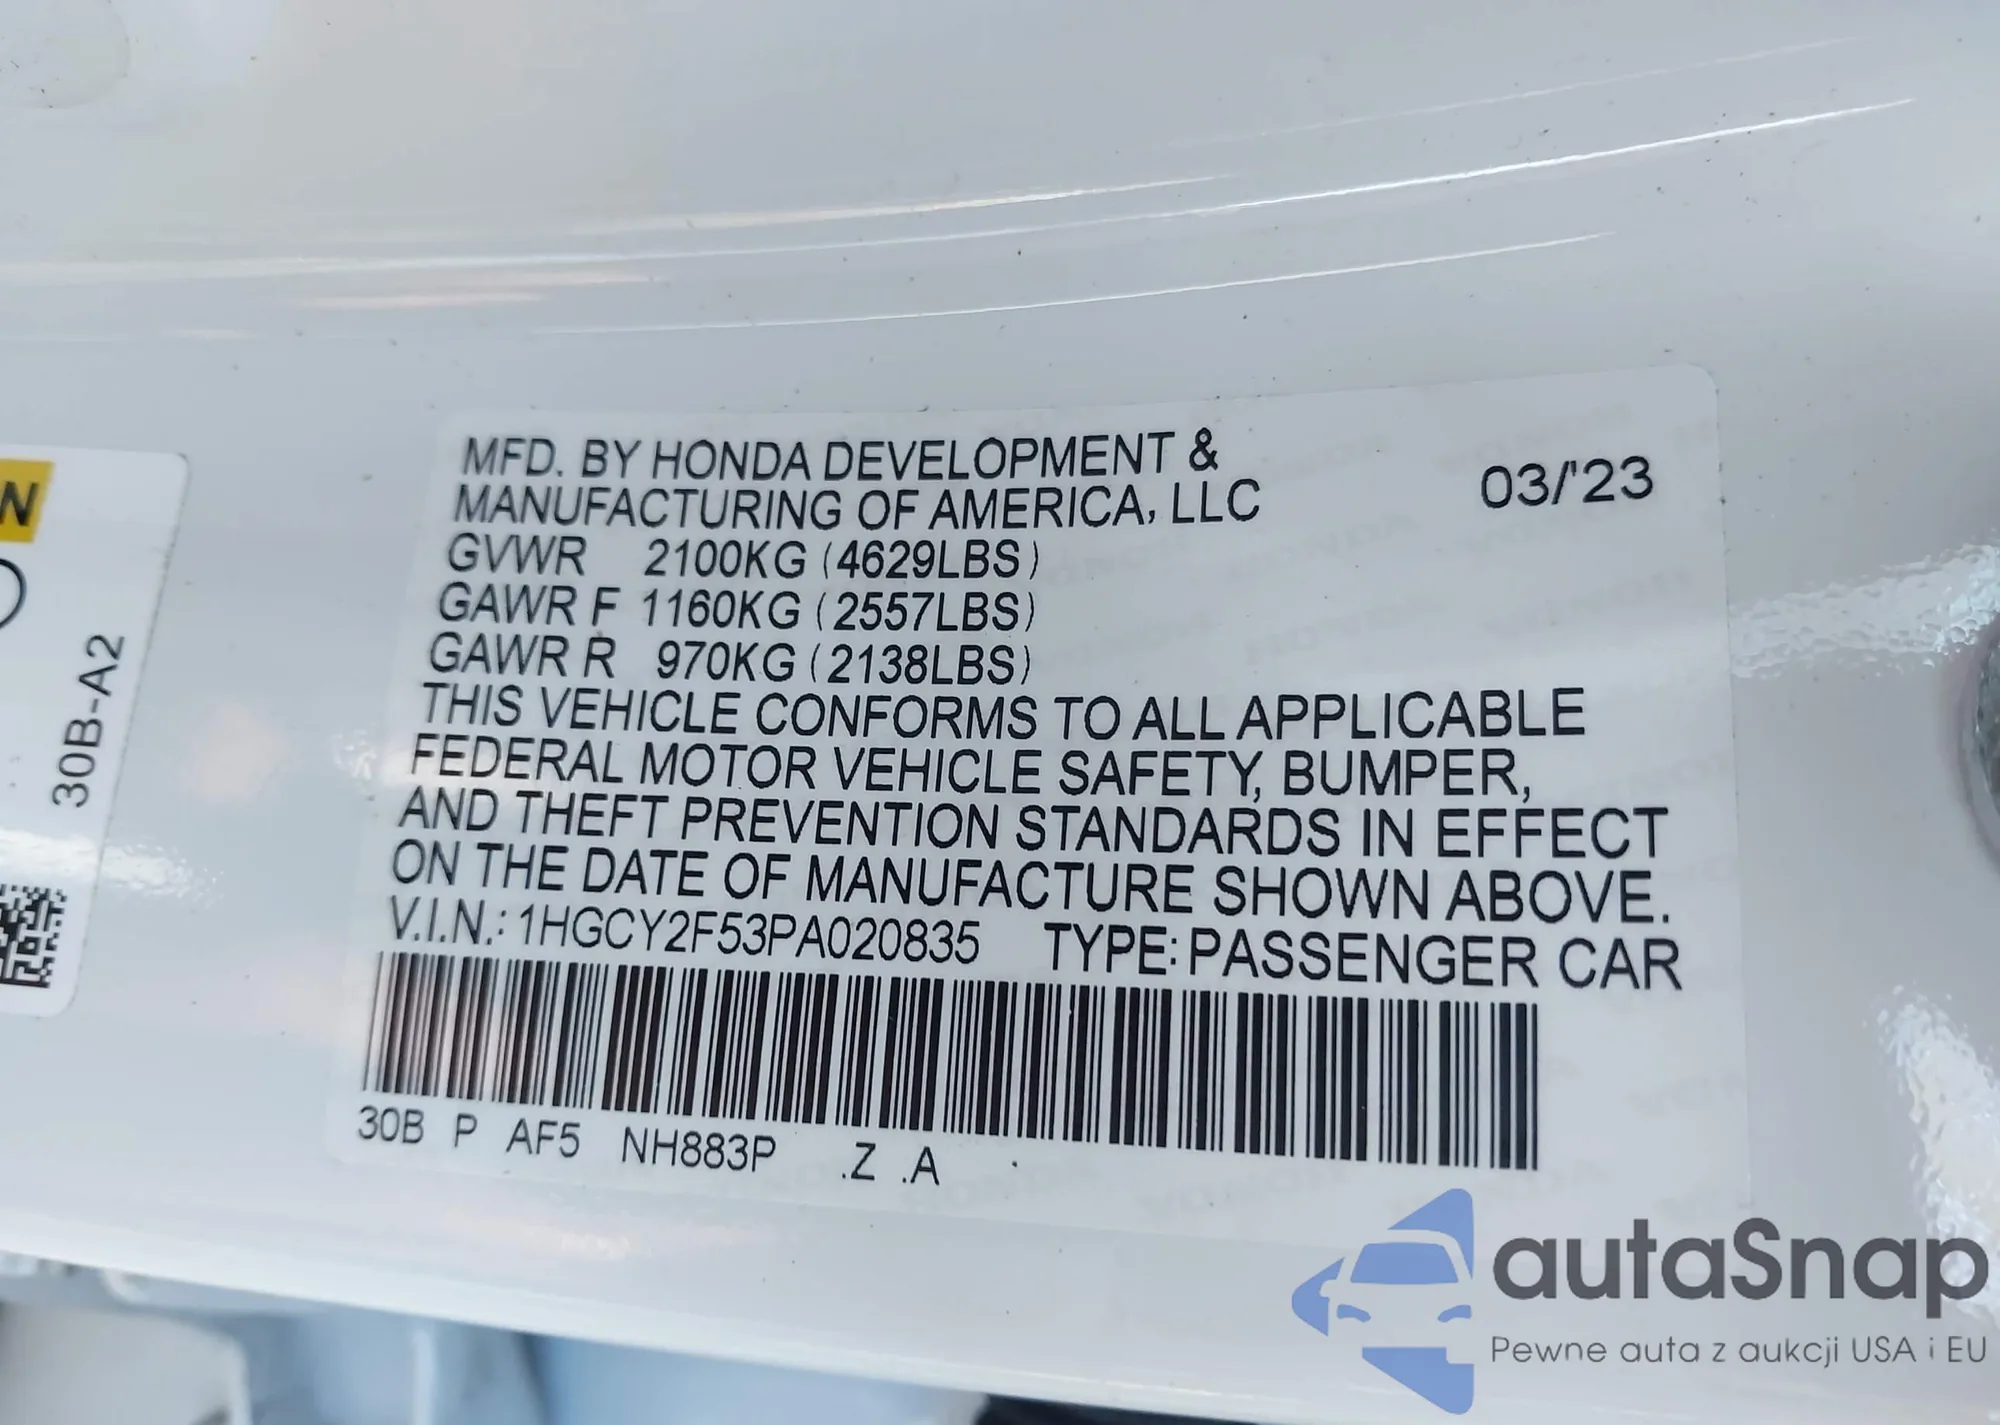 MFD. BY HONDA DEVELOPMENT &
MANUFACTURING OF AMERICA, LLC
03/'23
GVWR 2100KG (4629LBS)
GAWR F 1160KG (2557LBS)
GAWR R 970KG (2138LBS)
THIS VEHICLE CONFORMS TO ALL APPLICABLE
FEDERAL MOTOR VEHICLE SAFETY, BUMPER,
AND THEFT PREVENTION STANDARDS IN EFFECT
ON THE DATE OF MANUFACTURE SHOWN ABOVE.
V.I.N.: 1HGCY2F53PA020835 TYPE: PASSENGER CAR
30B P AF5 NH883P .Z .A
30B-A2
N
autaSnap
Pewne auta z aukcji USA i EU